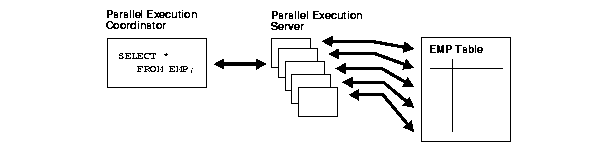 Parallel Execution
Coordinator
SELECT *
FROM EMP;
Parallel Execution
Server
EMP Table